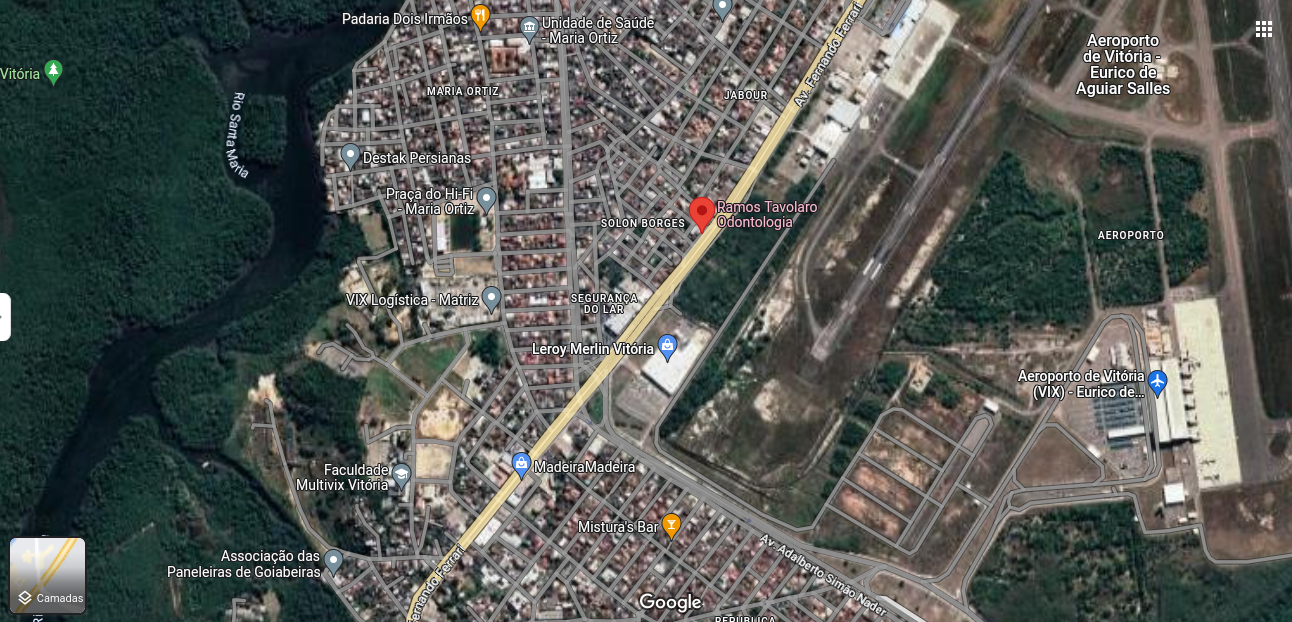 Padaria Dois Irmãos
Unidade de Saúde
- Maria Ortiz
Aeroporto
de Vitória -
Eurico de
Aguiar Salles
Vitória
MARIA ORTIZ
JABOUR
Av. Fernando Ferrari
Rio Santa Maria
Destak Persianas
Praça do Hi-Fi
- Maria Ortiz
SOLON BORGES
Ramos Tavolaro
Odontologia
AEROPORTO
VIX Logística - Matriz
SEGURANÇA
DO LAR
Leroy Merlin Vitória
Aeroporto de Vitória
(VIX) - Eurico de...
Faculdade
Multivix Vitória
MadeiraMadeira
Mistura's Bar
Av. Adalberto Simão Nader
Associação das
Paneleiras de Goiabeiras
Fernando Ferrari
Camadas
Google
REPÚBLICA